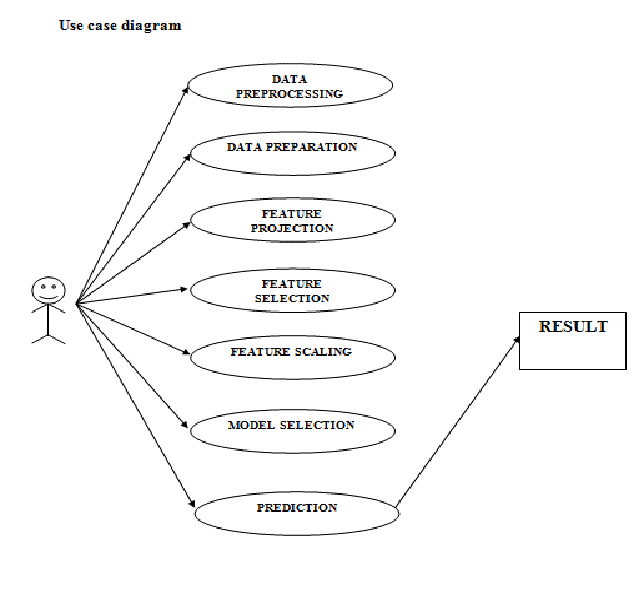 Use case diagram
DATA
PREPROCESSING
DATA PREPARATION
FEATURE
PROJECTION
FEATURE
SELECTION
FEATURE SCALING
MODEL SELECTION
PREDICTION
RESULT